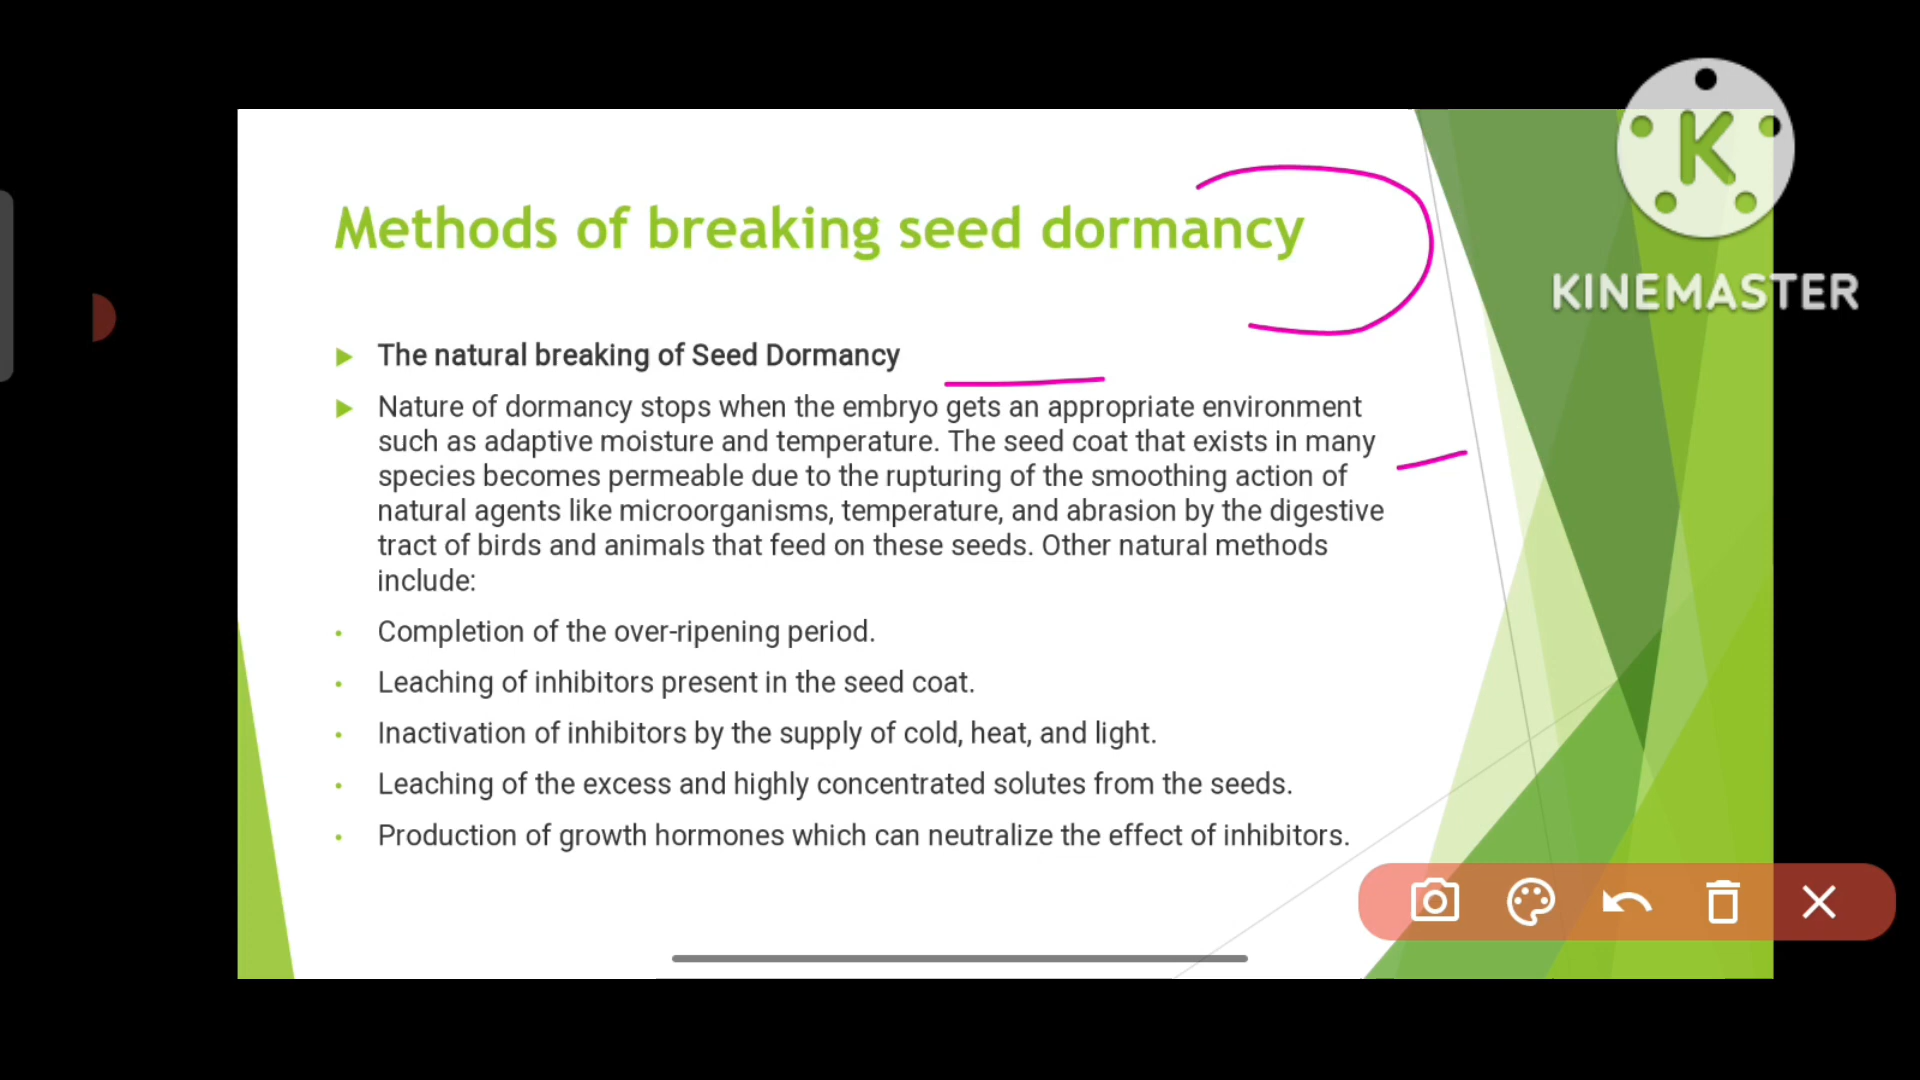 K
KINEMASTER
Methods of breaking seed dormancy
The natural breaking of Seed Dormancy
Nature of dormancy stops when the embryo gets an appropriate environment
such as adaptive moisture and temperature. The seed coat that exists in many
species becomes permeable due to the rupturing of the smoothing action of
natural agents like microorganisms, temperature, and abrasion by the digestive
tract of birds and animals that feed on these seeds. Other natural methods
include:
Completion of the over-ripening period.
Leaching of inhibitors present in the seed coat.
Inactivation of inhibitors by the supply of cold, heat, and light.
Leaching of the excess and highly concentrated solutes from the seeds.
Production of growth hormones which can neutralize the effect of inhibitors.